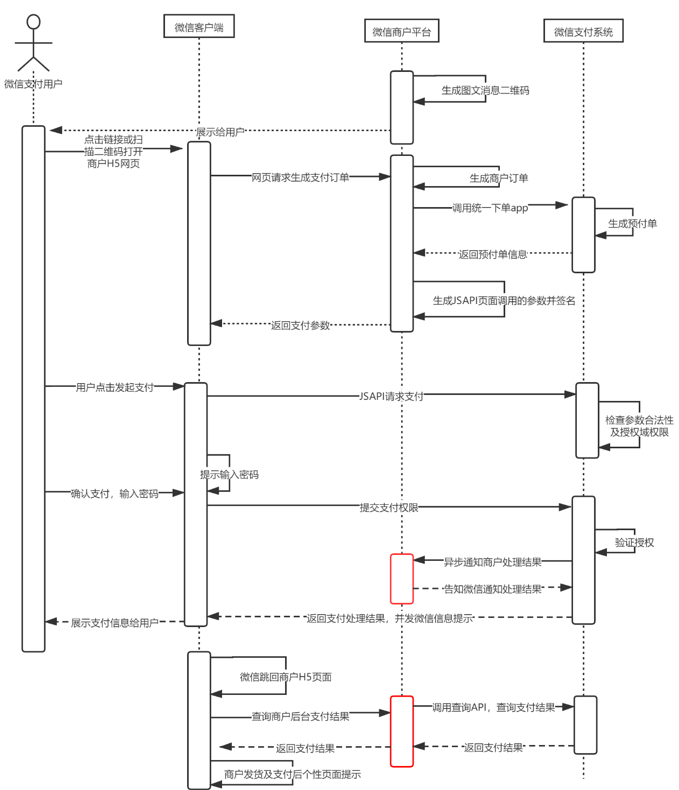 微信客户端
微信商户平台
微信支付系统
微信支付用户
生成图文消息二维码
展示给用户
点击链接或扫
描二维码打开
商户H5网页
网页请求生成支付订单
生成商户订单
调用统一下单app
生成预付单
返回预付单信息
生成JSAPI页面调用的参数并签名
返回支付参数
用户点击发起支付
JSAPI请求支付
检查参数合法性
及授权域权限
提示输入密码
确认支付，输入密码
提交支付权限
验证授权
异步通知商户处理结果
告知微信通知处理结果
返回支付处理结果，并发微信信息提示
展示支付信息给用户
微信跳回商户H5页面
查询商户后台支付结果
调用查询API，查询支付结果
返回支付结果
返回支付结果
商户发货及支付后个性页面提示